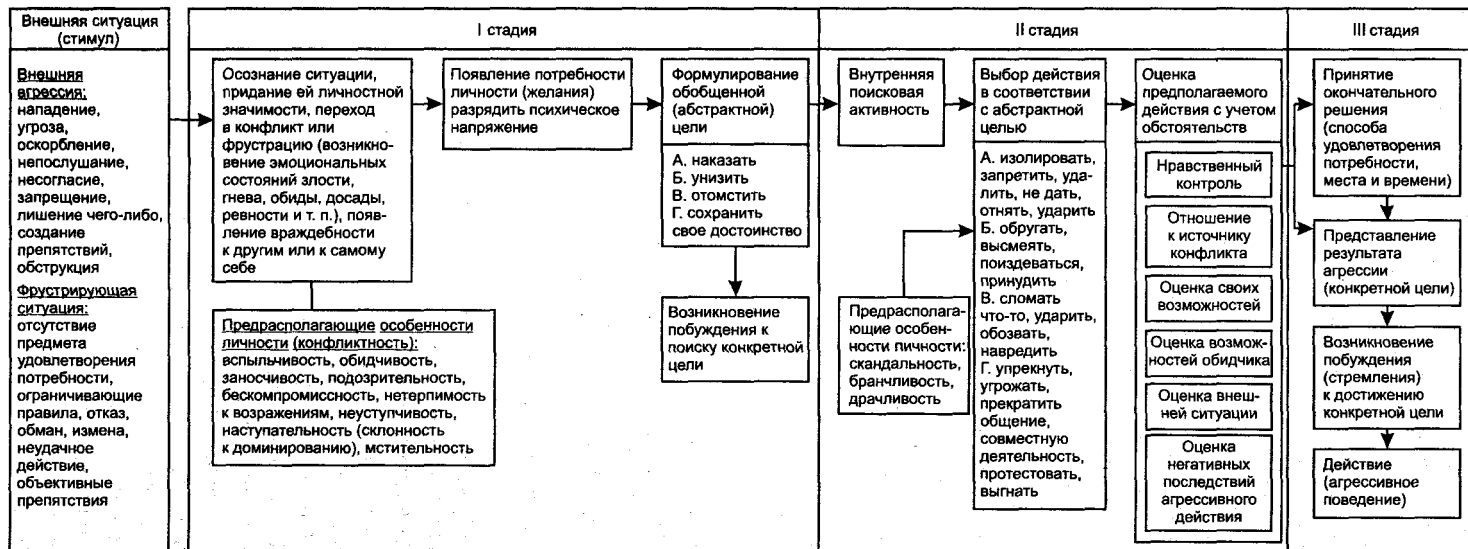 Внешняя ситуация
(стимул)
I стадия
II стадия
III стадия
Внешняя
агрессия:
нападение,
угроза,
оскорбление,
непослушание,
несогласие,
запрещение,
лишение чего-либо,
создание
препятствий,
обструкция
Фрустрирующая
ситуация:
отсутствие
предмета
удовлетворения
потребности,
ограничивающие
правила, отказ,
обман, измена,
неудачное
действие,
объективные
препятствия
Осознание ситуации,
придание ей личностной
значимости, переход
в конфликт или
фрустрацию (возникно-
вение эмоциональных
состояний злости,
гнева, обиды, досады,
ревности и т. п.), появ-
ление враждебности
к другим или к самому
себе
Предрасполагающие особенности
личности (конфликтность):
вспыльчивость, обидчивость,
заносчивость, подозрительность,
бескомпромиссность, нетерпимость
к возражениям, неуступчивость,
наступательность (склонность
к доминированию), мстительность
Появление потребности
личности (желания)
разрядить психическое
напряжение
Формулирование
обобщенной
(абстрактной)
цели
А. наказать
Б. унизить
В. отомстить
Г. сохранить
свое достоинство
Возникновение
побуждения к
поиску конкретной
цели
Внутренняя
поисковая
активность
Предрасполага-
ющие особен-
ности личности:
скандальность,
бранчливость,
драчливость
Выбор действия
в соответствии
с абстрактной
целью
А. изолировать,
запретить, уда-
лить, не дать,
отнять, ударить
Б. обругать,
высмеять,
поиздеваться,
принудить
В. сломать
что-то, ударить,
обозвать,
навредить
Г. упрекнуть,
угрожать,
прекратить
общение,
совместную
деятельность,
протестовать,
выгнать
Оценка
предполагаемого
действия с учетом
обстоятельств
Нравственный
контроль
Отношение
к источнику
конфликта
Оценка своих
возможностей
Оценка возмож-
ностей обидчика
Оценка внеш-
ней ситуации
Оценка
негативных
последствий
агрессивного
действия
Принятие
окончательного
решения
(способа
удовлетворения
потребности,
места и времени)
Представление
результата
агрессии
(конкретной цели)
Возникновение
побуждения
(стремления)
к достижению
конкретной цели
Действие
(агрессивное
поведение)